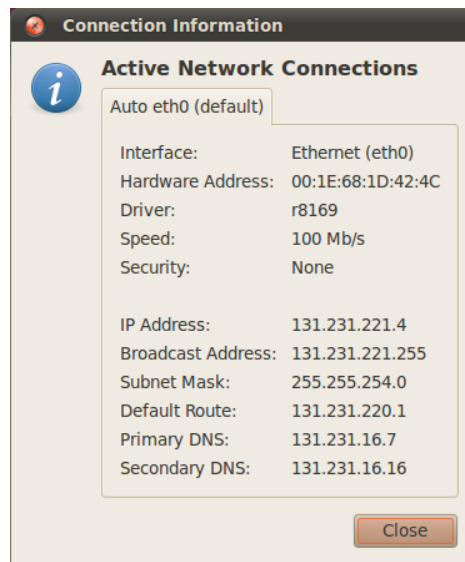 Connection Information
Active Network Connections
Auto eth0 (default)
Interface: Ethernet (eth0)
Hardware Address: 00:1E:68:1D:42:4C
Driver: r8169
Speed: 100 Mb/s
Security: None
IP Address: 131.231.221.4
Broadcast Address: 131.231.221.255
Subnet Mask: 255.255.254.0
Default Route: 131.231.220.1
Primary DNS: 131.231.16.7
Secondary DNS: 131.231.16.16
Close